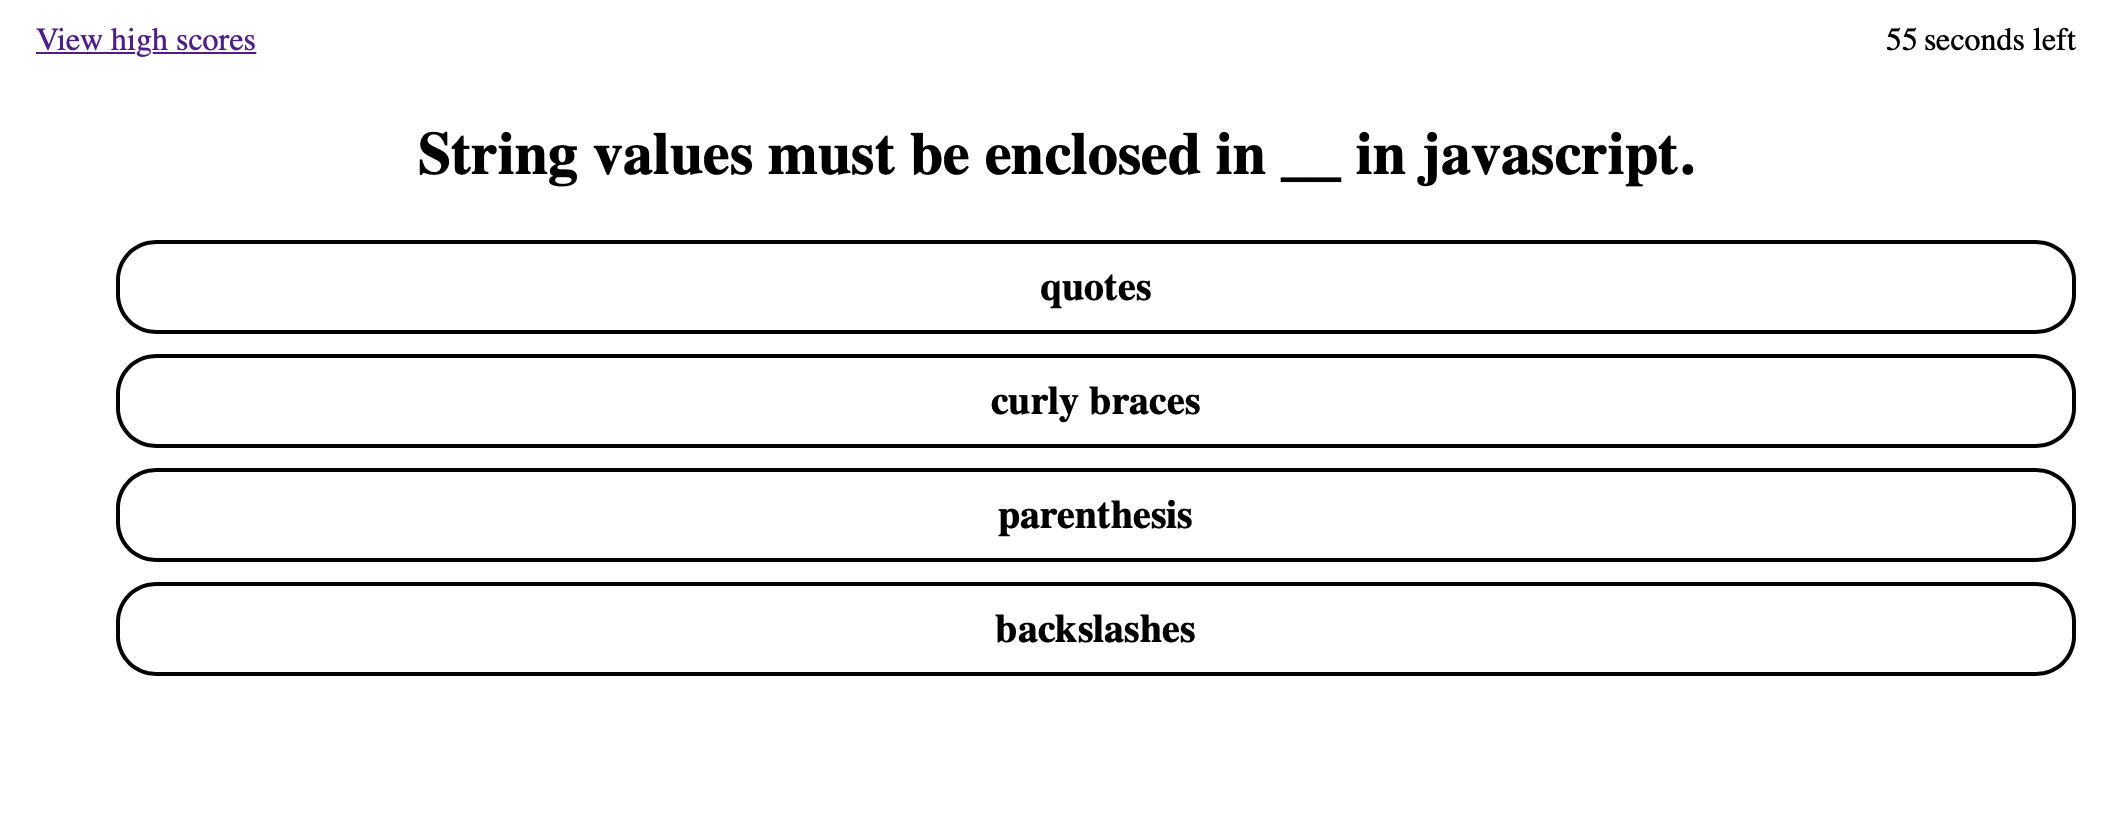 View high scores
55 seconds left
String values must be enclosed in __ in javascript.
quotes
curly braces
parenthesis
backslashes